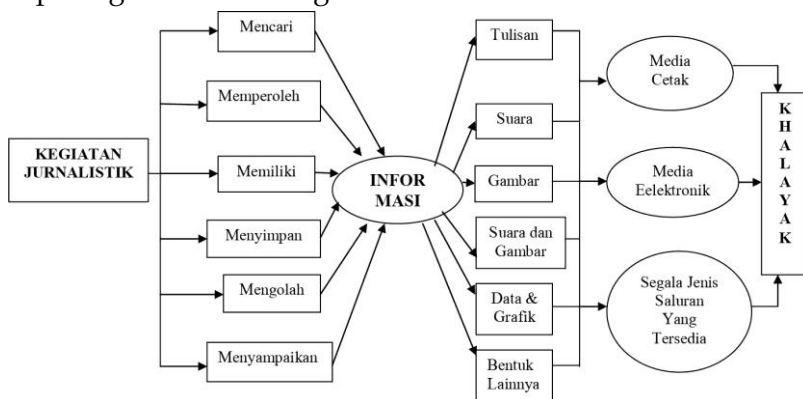 KEGIATAN
JURNALISTIK
Mencari
Memperoleh
Memiliki
Menyimpan
Mengolah
Menyampaikan
INFOR
MASI
Tulisan
Suara
Gambar
Suara dan
Gambar
Data &
Grafik
Bentuk
Lainnya
Media
Cetak
Media
Eelektronik
Segala Jenis
Saluran
Yang
Tersedia
K
H
A
L
A
Y
A
K